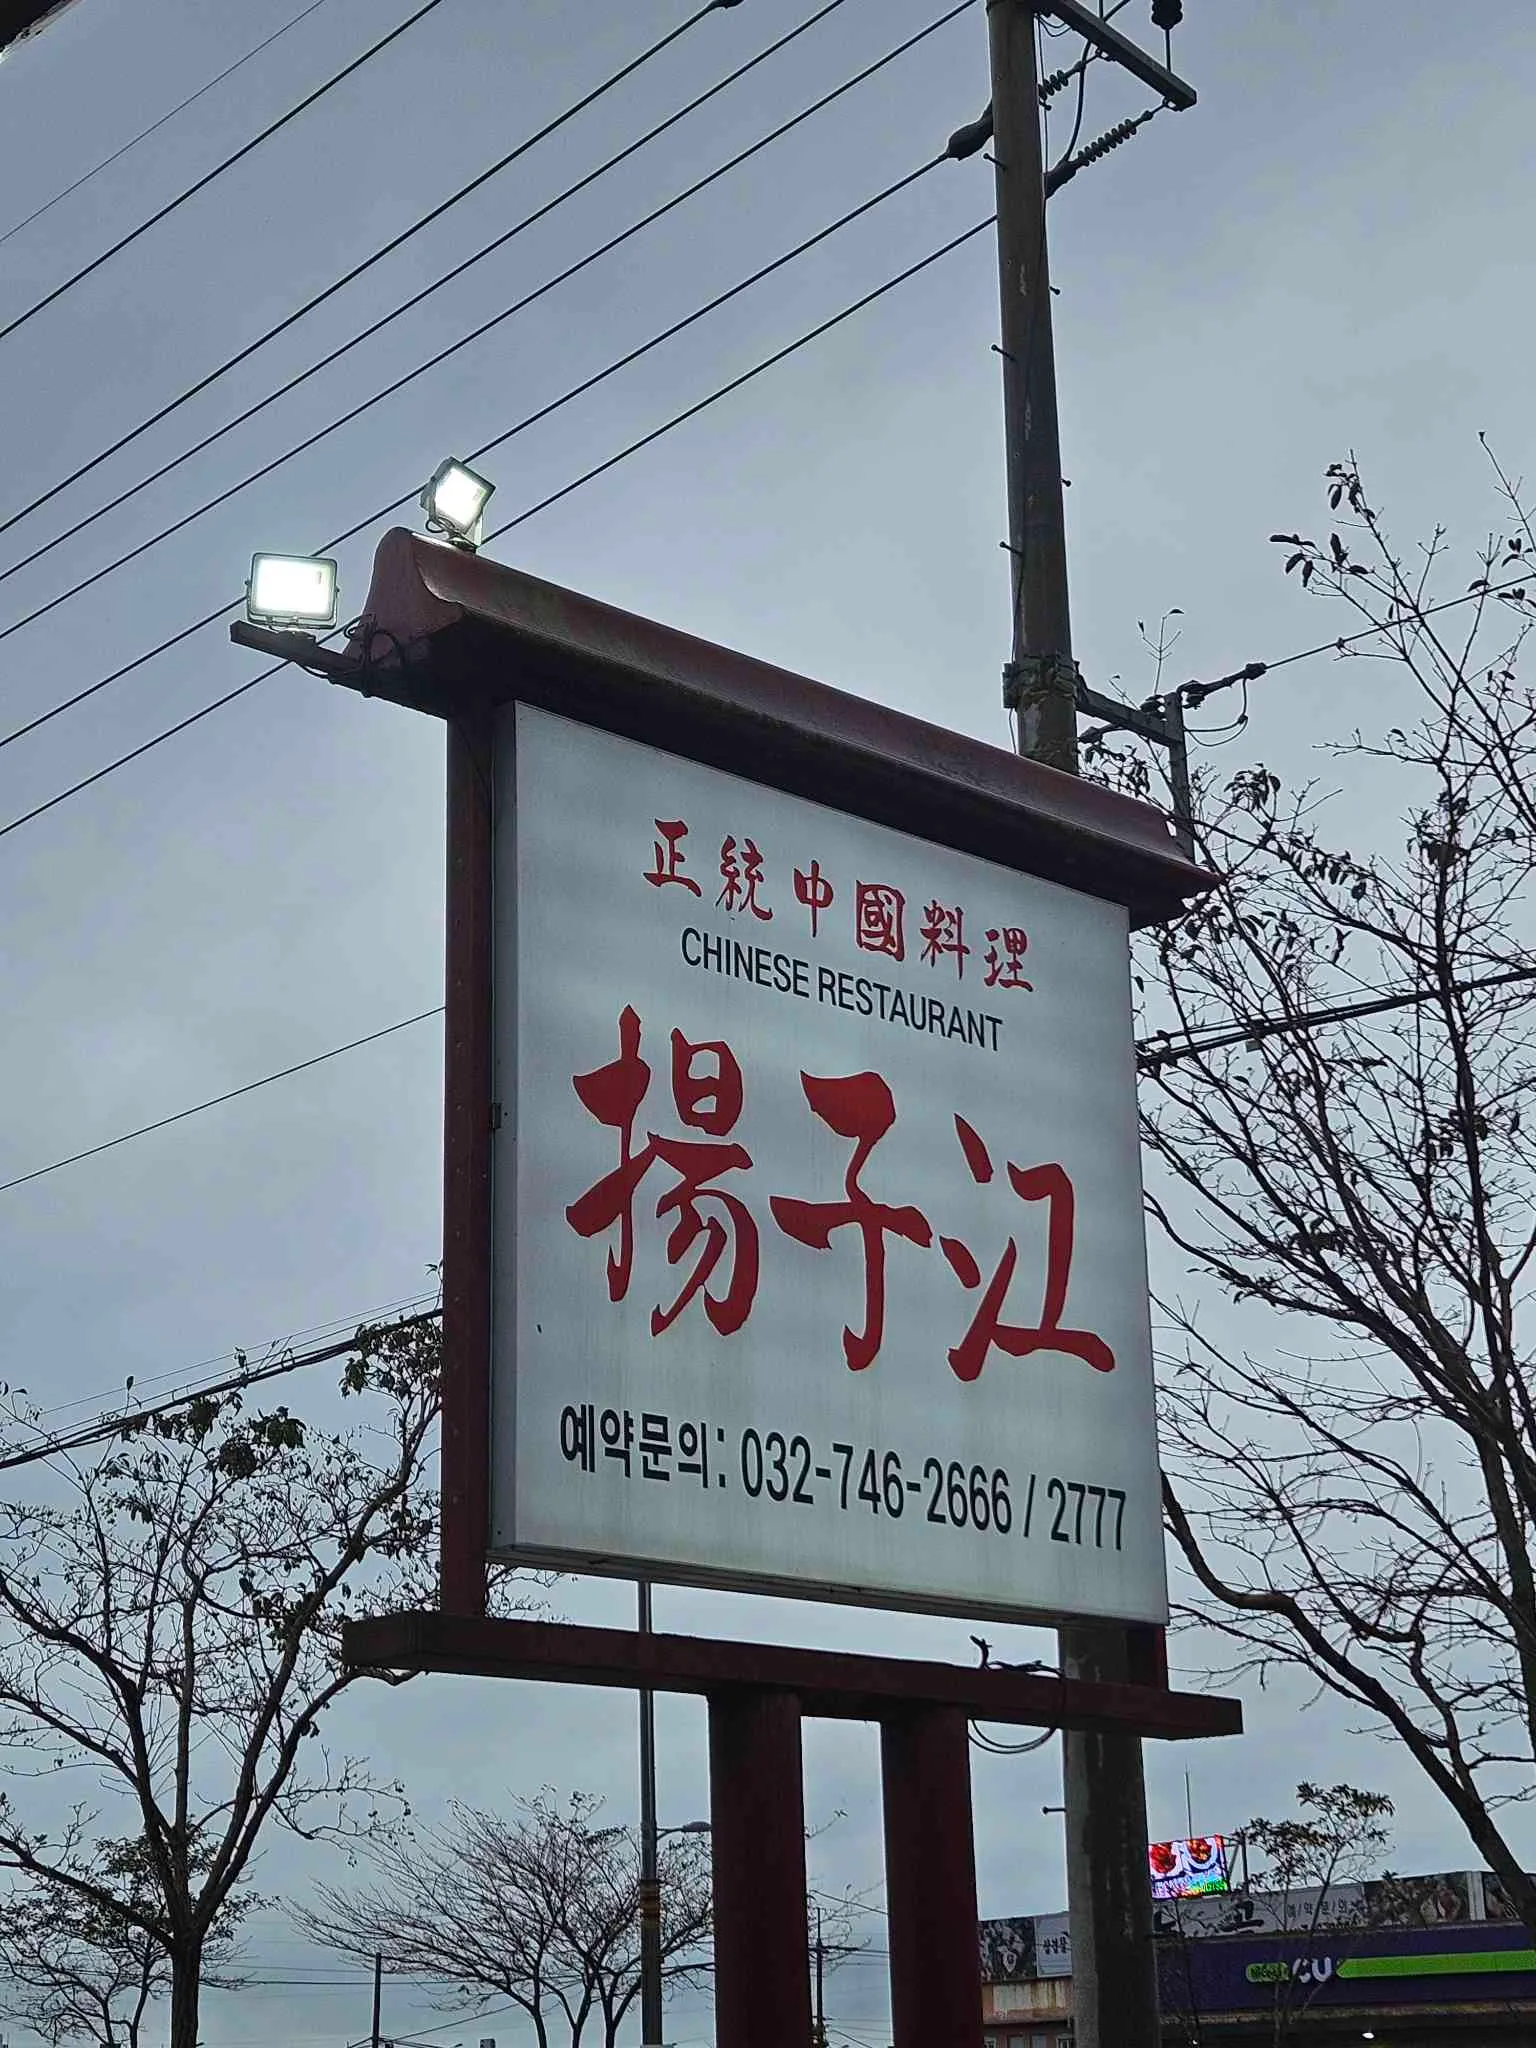 正統中國料理
CHINESE RESTAURANT
揚子江
예약문의: 032-746-2666 / 2777
CU